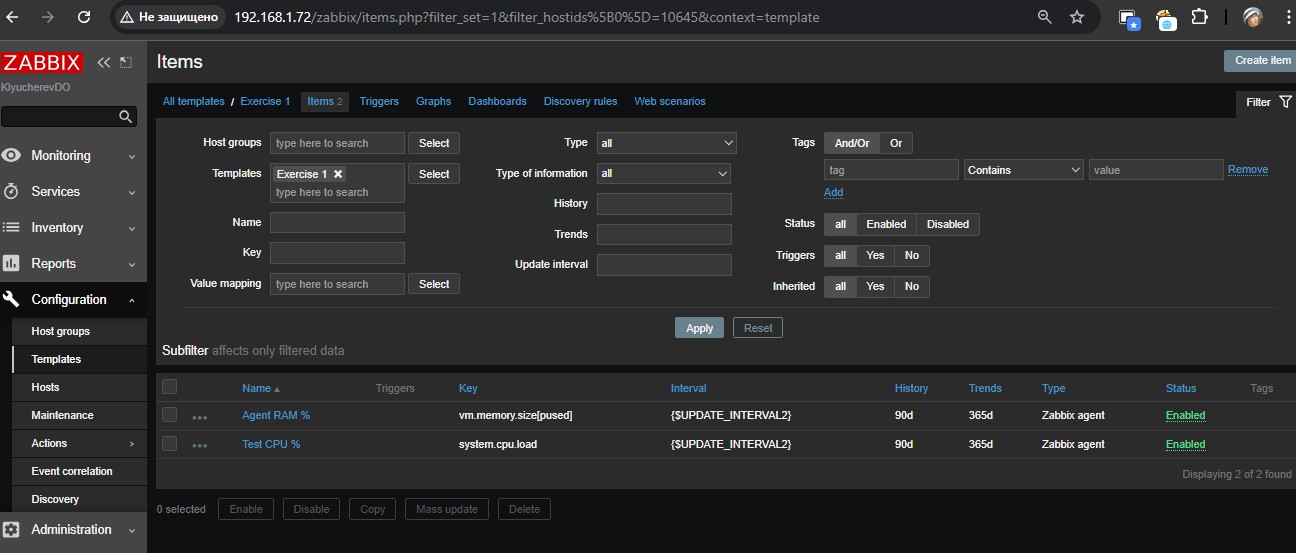 Не защищено 192.168.1.72/zabbix/items.php?filter_set=1&filter_hostids%5B0%5D=10645&context=template
ZABBIX
KlyucherevDO
Monitoring
Services
Inventory
Reports
Configuration
Host groups
Templates
Hosts
Maintenance
Actions
Event correlation
Discovery
Administration
Items
Create item
All templates / Exercise 1 Items 2 Triggers Graphs Dashboards Discovery rules Web scenarios
Filter
Host groups type here to search Select Type all Tags And/Or Or
Templates Exercise 1 Select Type of information all tag Contains value Remove
type here to search Add
History
Name Trends Status all Enabled Disabled
Key Update interval Triggers all Yes No
Value mapping type here to search Select Inherited all Yes No
Apply Reset
Subfilter affects only filtered data
Name Triggers Key Interval History Trends Type Status Tags
Agent RAM % vm.memory.size[pused] {$UPDATE_INTERVAL2} 90d 365d Zabbix agent Enabled
Test CPU % system.cpu.load {$UPDATE_INTERVAL2} 90d 365d Zabbix agent Enabled
Displaying 2 of 2 found
0 selected Enable Disable Copy Mass update Delete